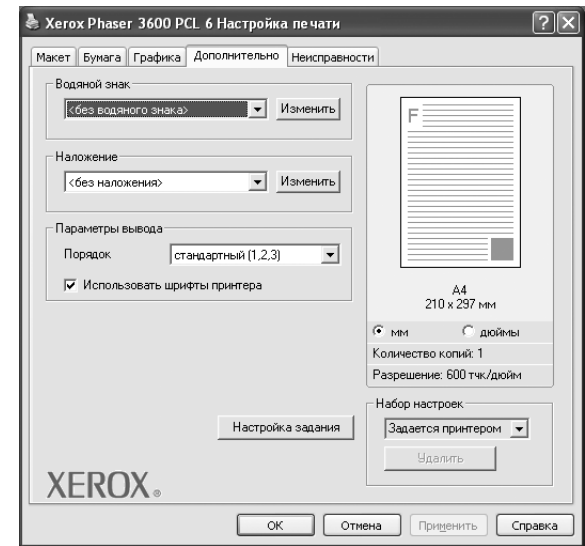 Xerox Phaser 3600 PCL 6 Настройка печати
Макет Бумага Графика Дополнительно Неисправности
Водяной знак
<без водяного знака> Изменить
Наложение
<без наложения> Изменить
Параметры вывода
Порядок стандартный (1,2,3)
Использовать шрифты принтера
F
A4
210 x 297 мм
мм дюймы
Количество копий: 1
Разрешение: 600 тчк/дюйм
Набор настроек
Задается принтером
Удалить
Настройка задания
XEROX®
OK Отмена Применить Справка